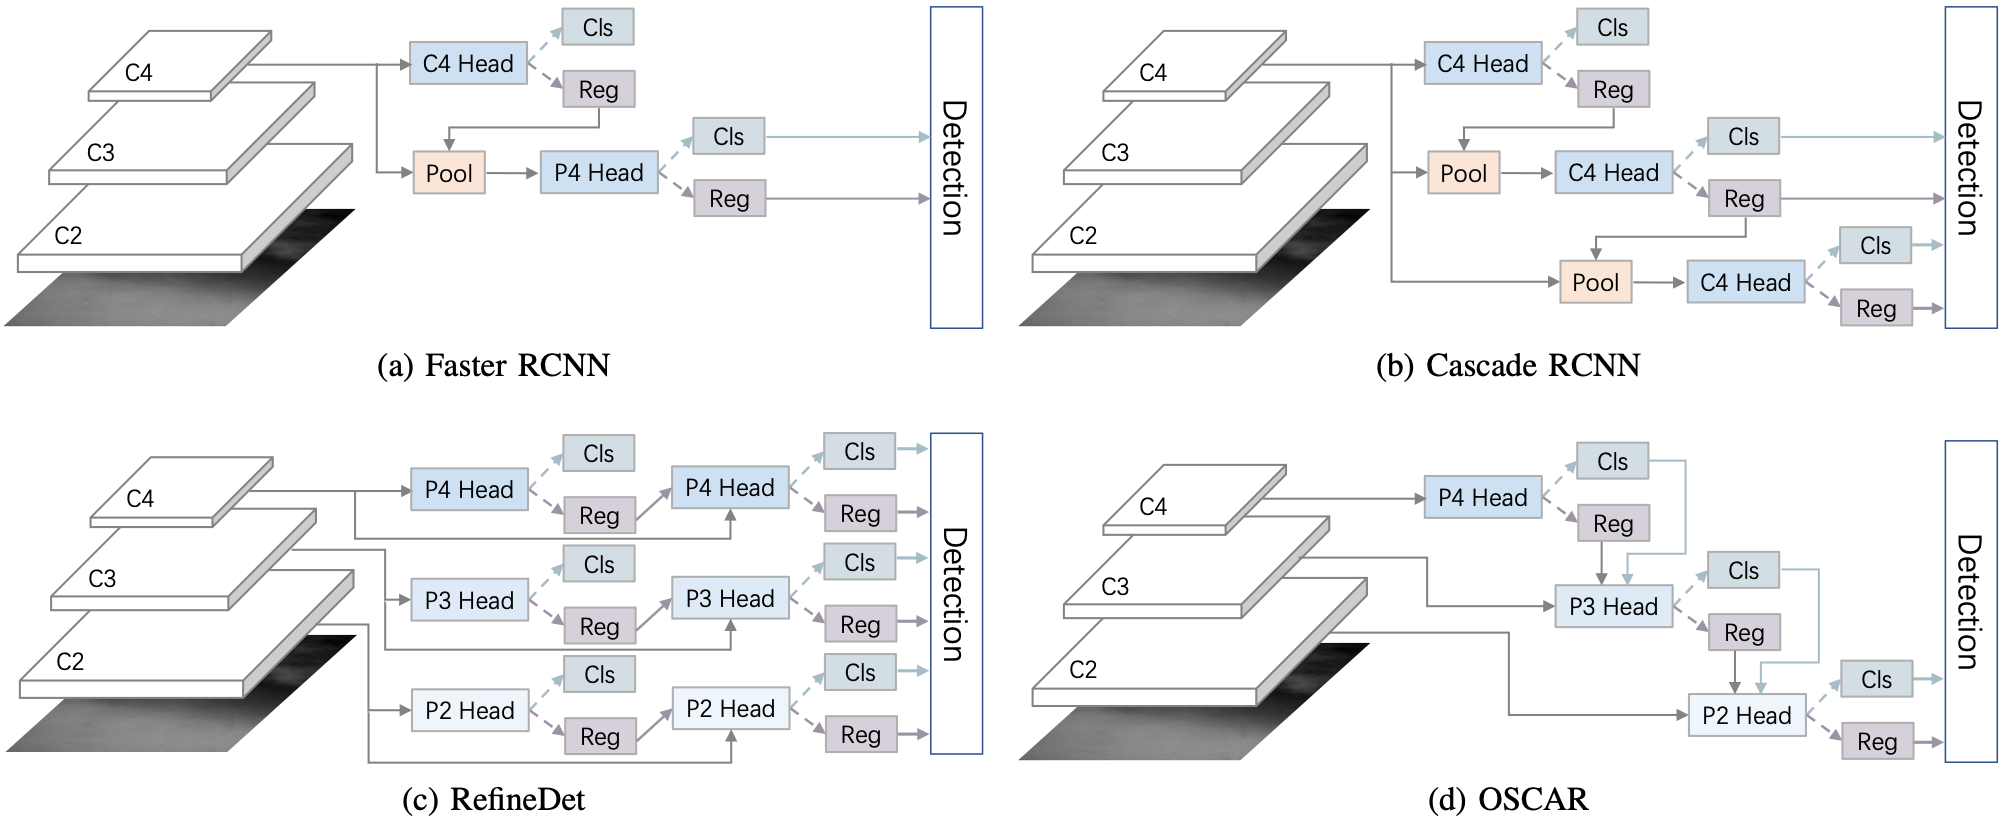 C4
C3
C2
C4 Head
Cls
Reg
Pool
P4 Head
Cls
Reg
Detection
(a) Faster RCNN
C4
C3
C2
C4 Head
Cls
Reg
Pool
C4 Head
Cls
Reg
Pool
C4 Head
Cls
Reg
Detection
(b) Cascade RCNN
C4
C3
C2
P4 Head
Cls
Reg
P4 Head
Cls
Reg
P3 Head
Cls
Reg
P3 Head
Cls
Reg
P2 Head
Cls
Reg
P2 Head
Cls
Reg
Detection
(c) RefineDet
C4
C3
C2
P4 Head
Cls
Reg
P3 Head
Cls
Reg
P2 Head
Cls
Reg
Detection
(d) OSCAR